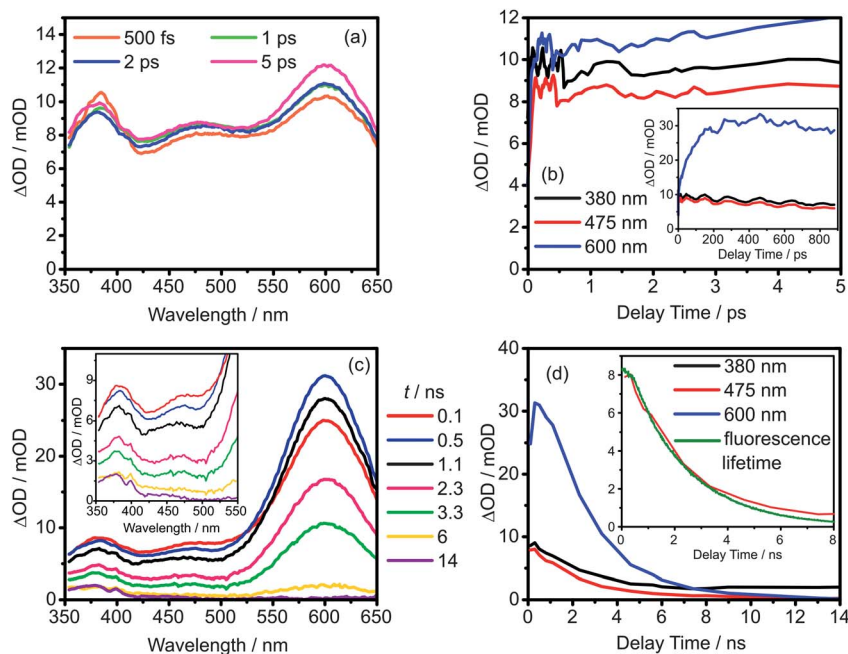 (a)
500 fs 1 ps
2 ps 5 ps
14
12
10
8
6
4
2
0
ΔOD / mOD
350 400 450 500 550 600 650
Wavelength / nm
(b)
12
10
8
6
4
2
0
ΔOD / mOD
380 nm
475 nm
600 nm
0 1 2 3 4 5
Delay Time / ps
30
20
10
0
ΔOD / mOD
0 200 400 600 800
Delay Time /
ps
(c)
30
20
10
0
ΔOD / mOD
350 400 450 500 550 600 650
Wavelength / nm
9
6
3
0
ΔOD / mOD
350 400 450 500 550
Wavelength / nm
t / ns
0.1
0.5
1.1
2.3
3.3
6
14
(d)
40
30
20
10
0
ΔOD / mOD
0 2 4 6 8 10 12 14
Delay Time / ns
380 nm
475 nm
600 nm
fluorescence
lifetime
8
6
4
2
0
0 2 4 6 8
Delay Time / ns